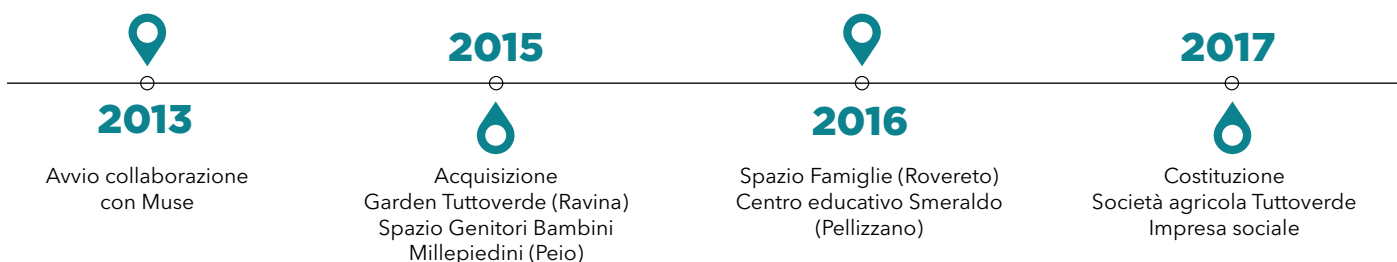 2013
Avvio collaborazione
con Muse
2015
Acquisizione
Garden Tuttoverde (Ravina)
Spazio Genitori Bambini
Millepiedini (Peio)
2016
Spazio Famiglie (Rovereto)
Centro educativo Smeraldo
(Pellizzano)
2017
Costituzione
Società agricola Tuttoverde
Impresa sociale